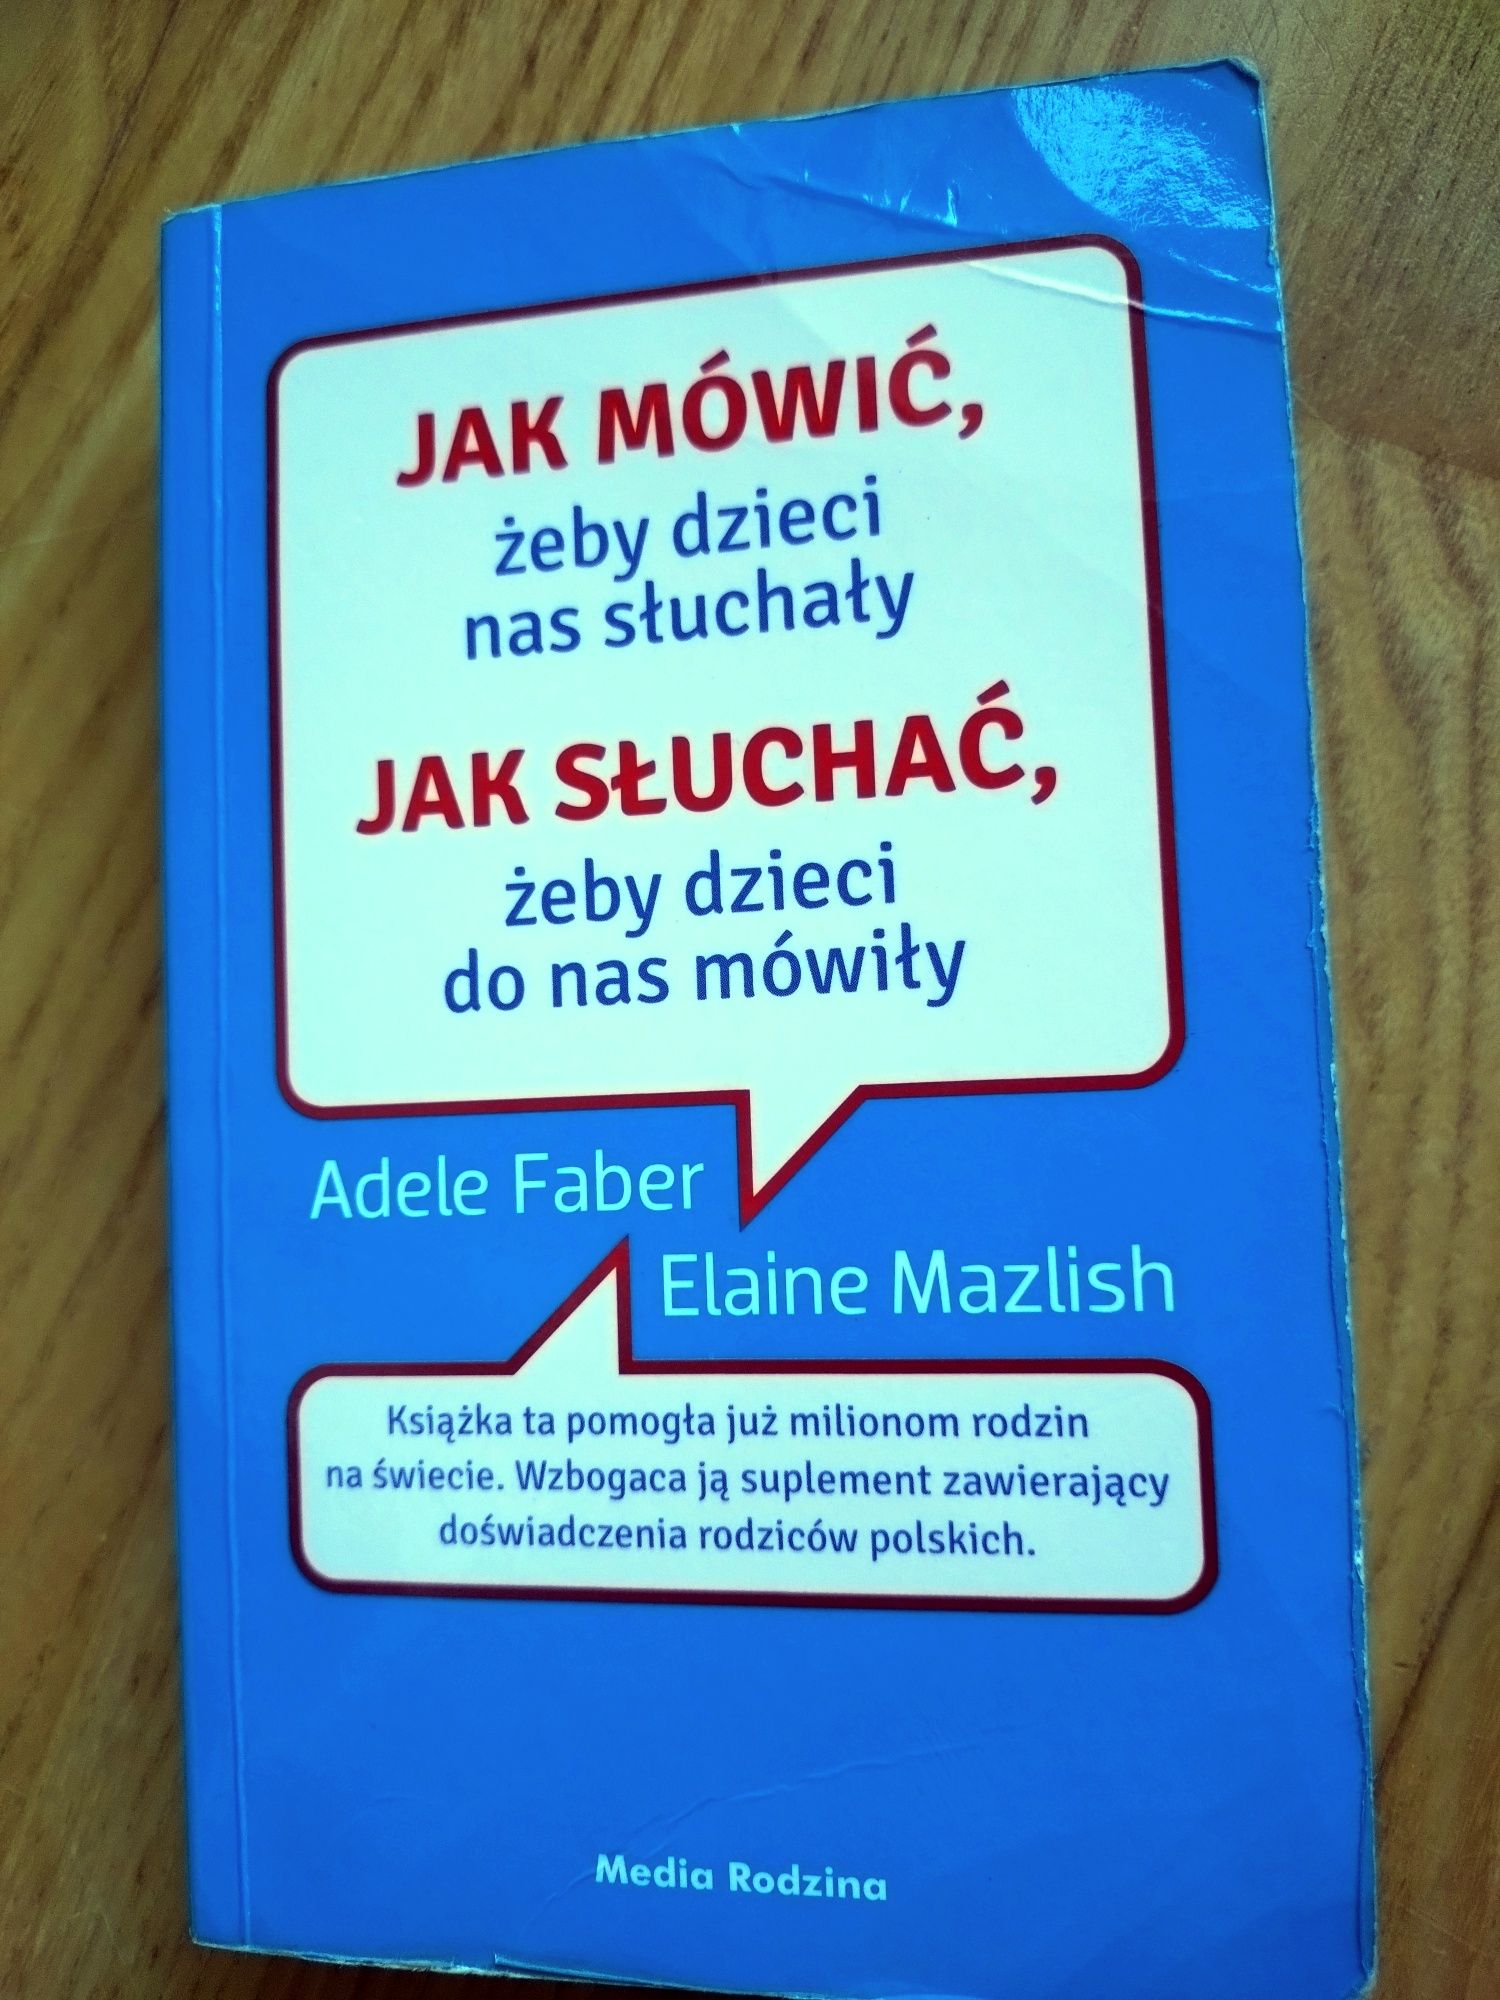 JAK MÓWIĆ,
żeby dzieci
nas słuchały
JAK SŁUCHAĆ,
żeby dzieci
do nas mówiły
Adele Faber
Elaine Mazlish
Książka ta pomogła już milionom rodzin
na świecie. Wzbogaca ją suplement zawierający
doświadczenia rodziców polskich.
Media Rodzina